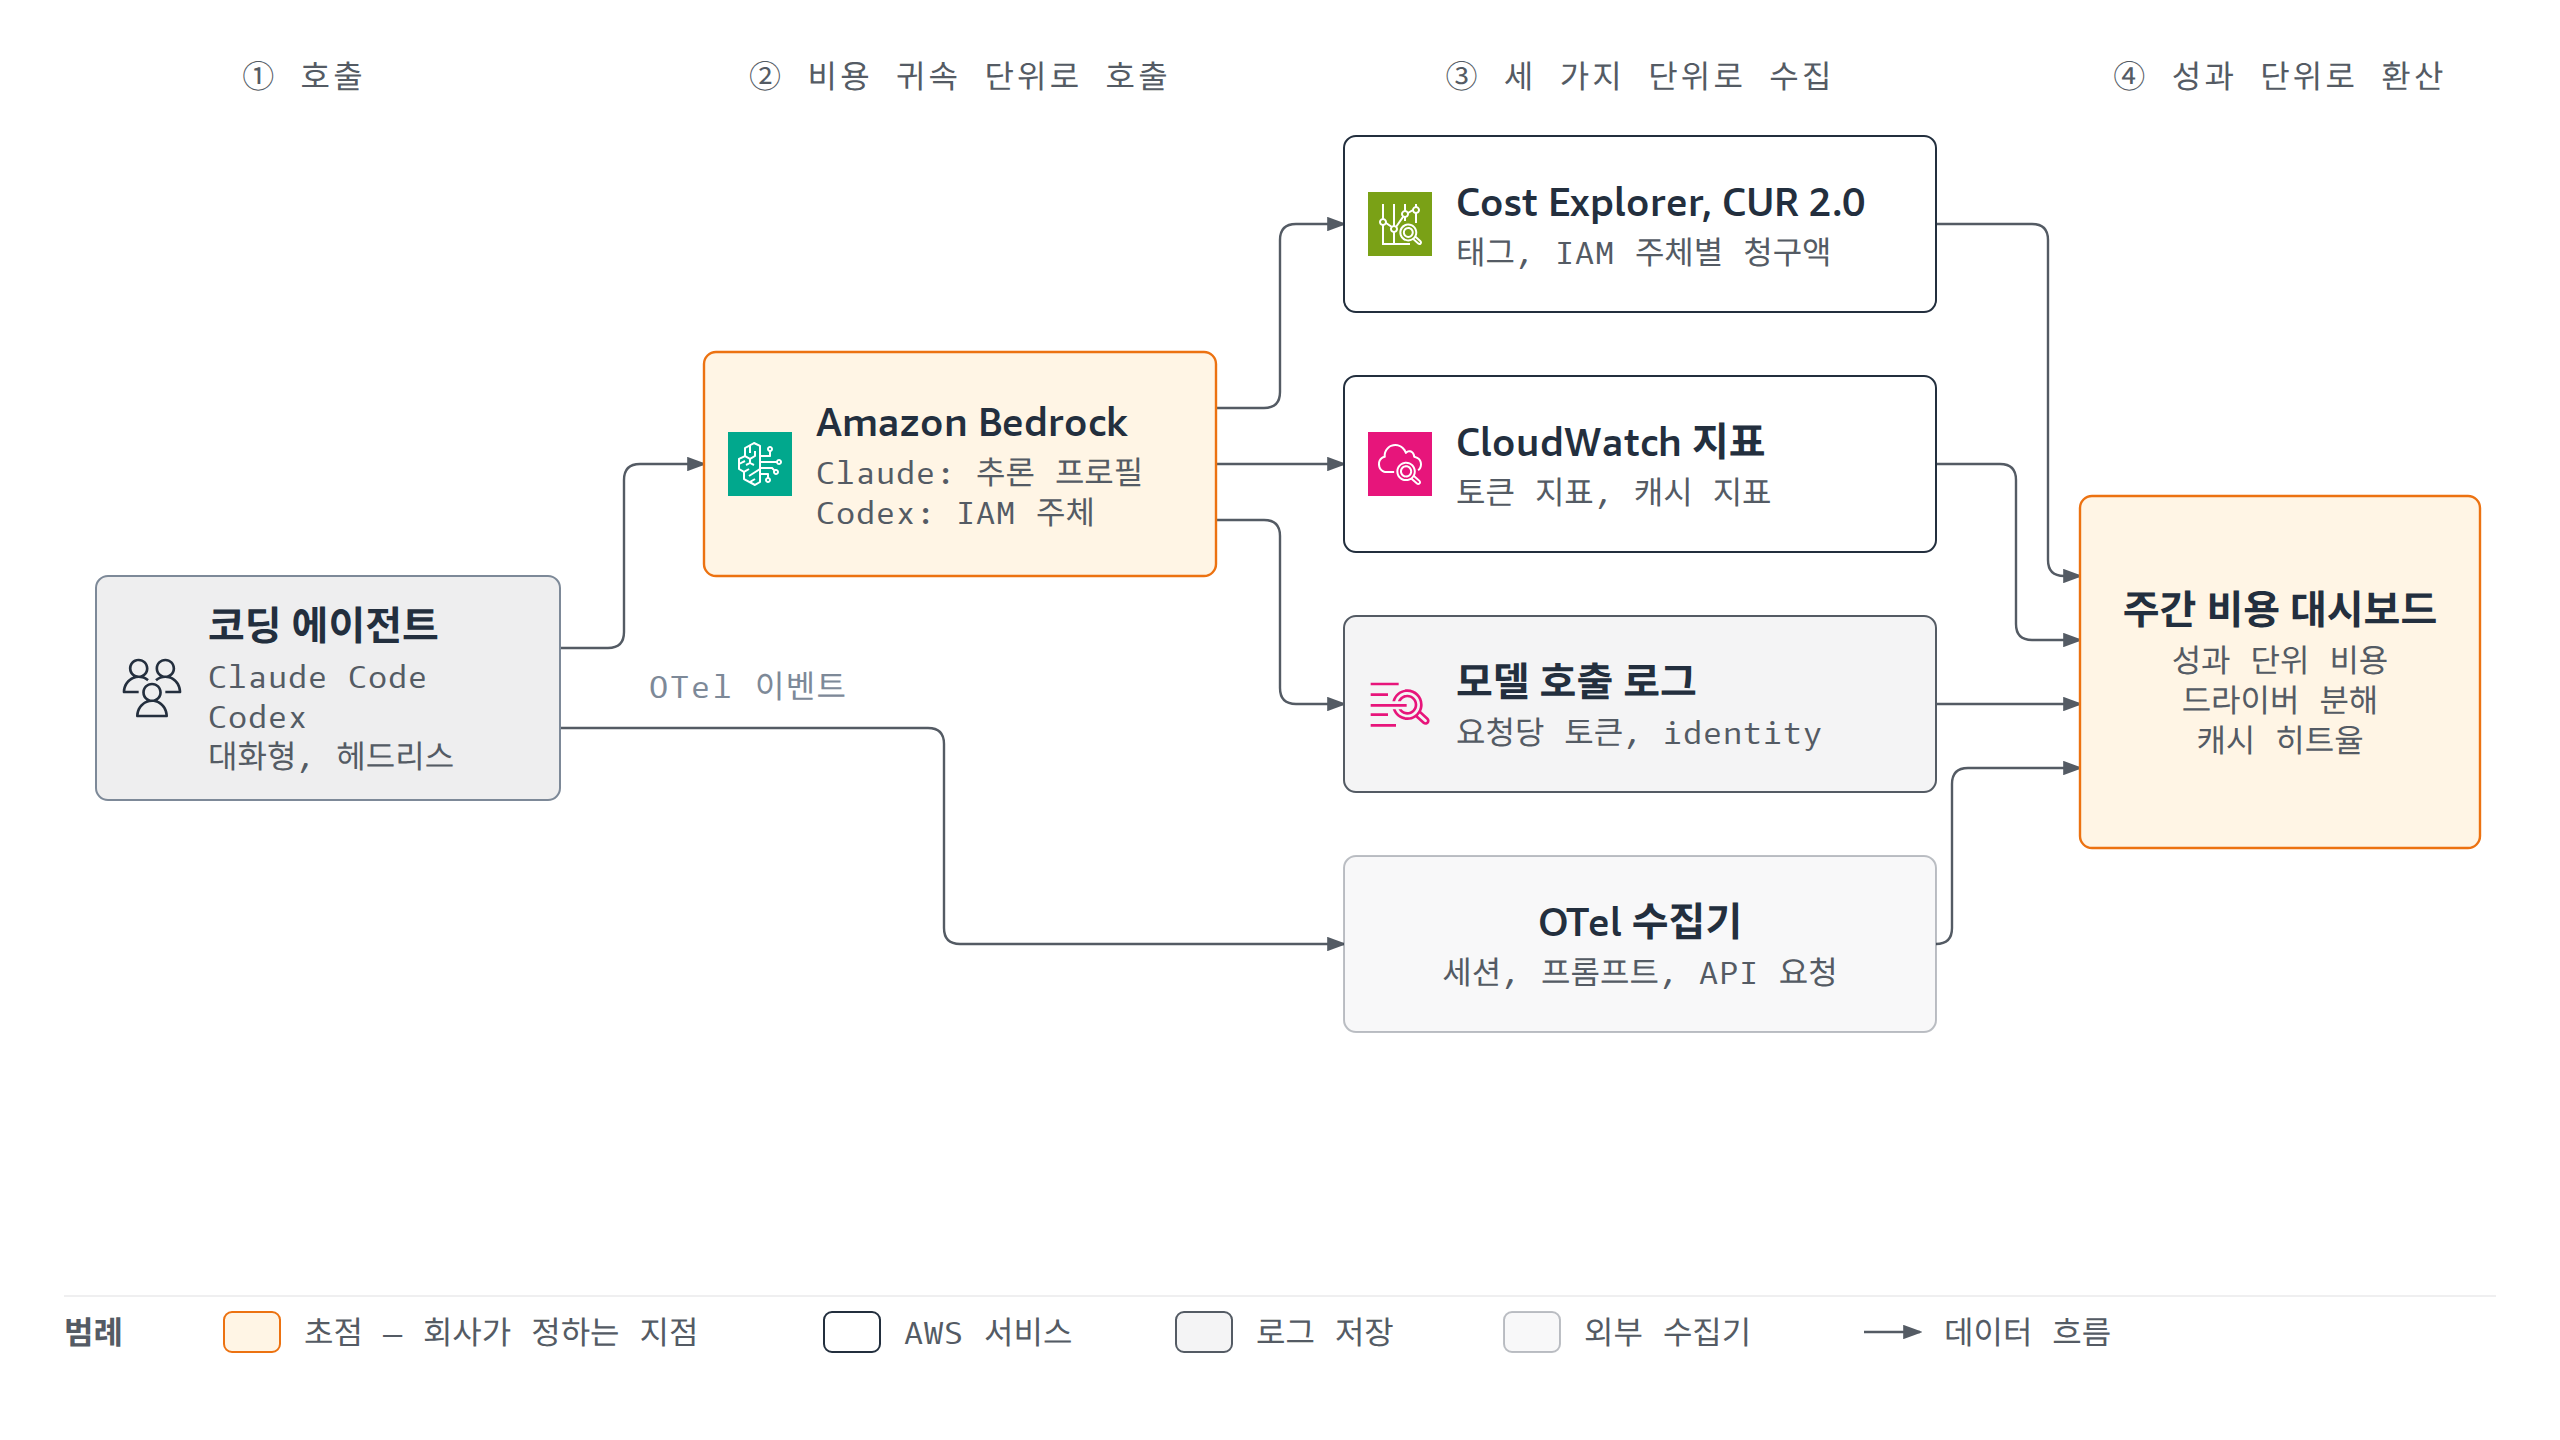 ① 호출
② 비용 귀속 단위로 호출
③ 세 가지 단위로 수집
④ 성과 단위로 환산
코딩 에이전트
Claude Code
Codex
대화형, 헤드리스
OTel 이벤트
Amazon Bedrock
Claude: 추론 프로필
Codex: IAM 주체
Cost Explorer, CUR 2.0
태그, IAM 주체별 청구액
CloudWatch 지표
토큰 지표, 캐시 지표
모델 호출 로그
요청당 토큰, identity
OTel 수집기
세션, 프롬프트, API 요청
주간 비용 대시보드
성과 단위 비용
드라이버 분해
캐시 히트율
범례
초점 — 회사가 정하는 지점
AWS 서비스
로그 저장
외부 수집기
데이터 흐름